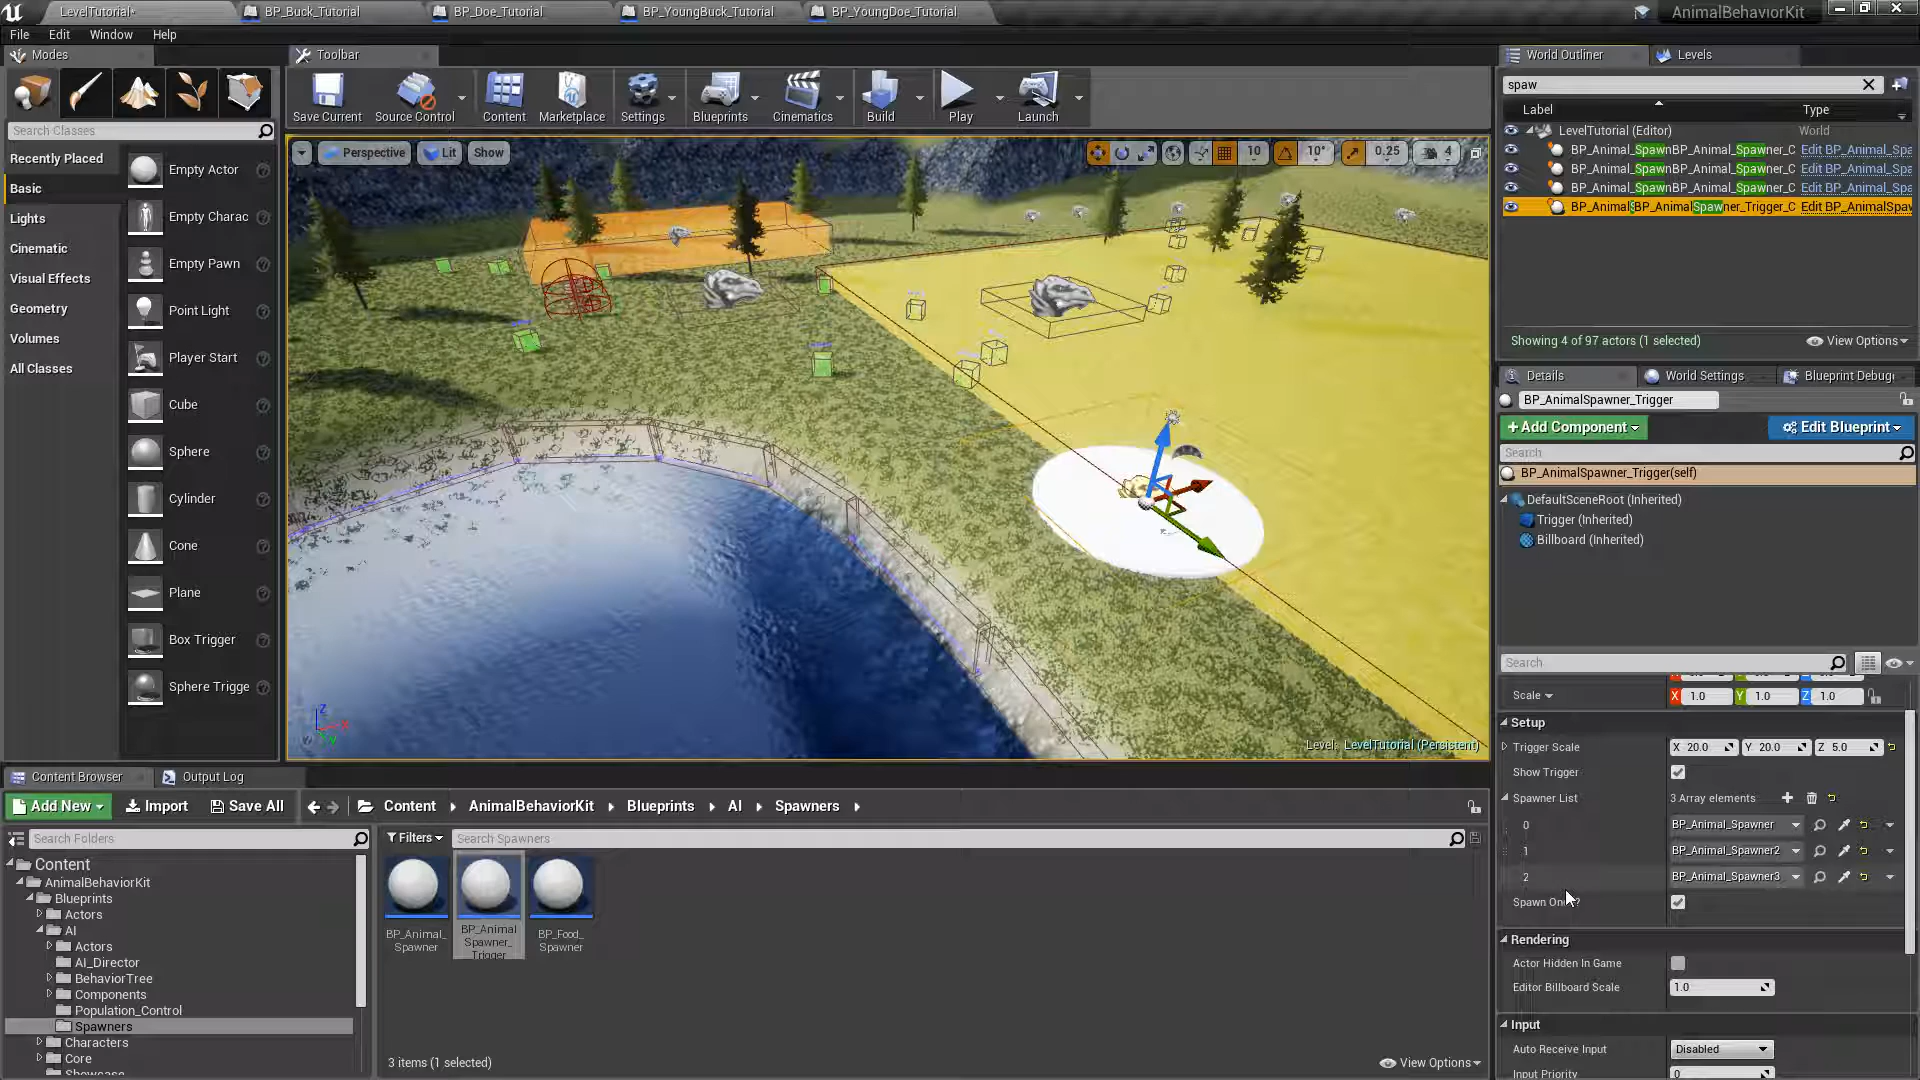 LevelTutorial*
BP_Buck_Tutorial
BP_Doe_Tutorial
BP_YoungBuck_Tutorial
BP_YoungDoe_Tutorial
AnimalBehaviorKit
File
Edit
Window
Help
Modes
Toolbar
World Outliner
Levels
Save Current
Source Control
Content
Marketplace
Settings
Blueprints
Cinematics
Build
Play
Launch
spaw
Label
Type
Search Classes
Recently Placed
Basic
Lights
Cinematic
Visual Effects
Geometry
Volumes
All Classes
Empty Actor
Empty Charac
Empty Pawn
Point Light
Player Start
Cube
Sphere
Cylinder
Cone
Plane
Box Trigger
Sphere Trigge
Perspective
Lit
Show
10
10°
0.25
4
LevelTutorial (Editor)
World
BP_Animal_SpawnBP_Animal_Spawner_C
Edit BP_Animal_Spa
BP_Animal_SpawnBP_Animal_Spawner_C
Edit BP_Animal_Spa
BP_Animal_SpawnBP_Animal_Spawner_C
Edit BP_Animal_Spa
BP_AnimalSBP_AnimalSpawner_Trigger_C
Edit BP_AnimalSpaw
Showing 4 of 97 actors (1 selected)
View Options
Details
World Settings
Blueprint Debug
BP_AnimalSpawner_Trigger
+Add Component
Edit Blueprint
Search
BP_AnimalSpawner_Trigger(self)
DefaultSceneRoot (Inherited)
Trigger (Inherited)
Billboard (Inherited)
Search
Scale
X 1.0
Y 1.0
Z 1.0
Setup
Trigger Scale
X 20.0
Y 20.0
Z 5.0
Show Trigger
Spawner List
3 Array elements
0
BP_Animal_Spawner
1
BP_Animal_Spawner2
2
BP_Animal_Spawner3
Rendering
Actor Hidden In Game
Editor Billboard Scale
1.0
Input
Auto Receive Input
Disabled
Input Priority
0
Z
X
Y
Level: LevelTutorial (Persistent)
Content Browser
Output Log
Add New
Import
Save All
Content
AnimalBehaviorKit
Blueprints
AI
Spawners
Search Folders
Filters
Search Spawners
Content
AnimalBehaviorKit
Blueprints
Actors
AI
Actors
AI_Director
BehaviorTree
Components
Population_Control
Spawners
Characters
Core
Showcase
BP_Animal_
Spawner
BP_Animal
Spawner_
Trigger
BP_Food_
Spawner
3 items (1 selected)
View Options